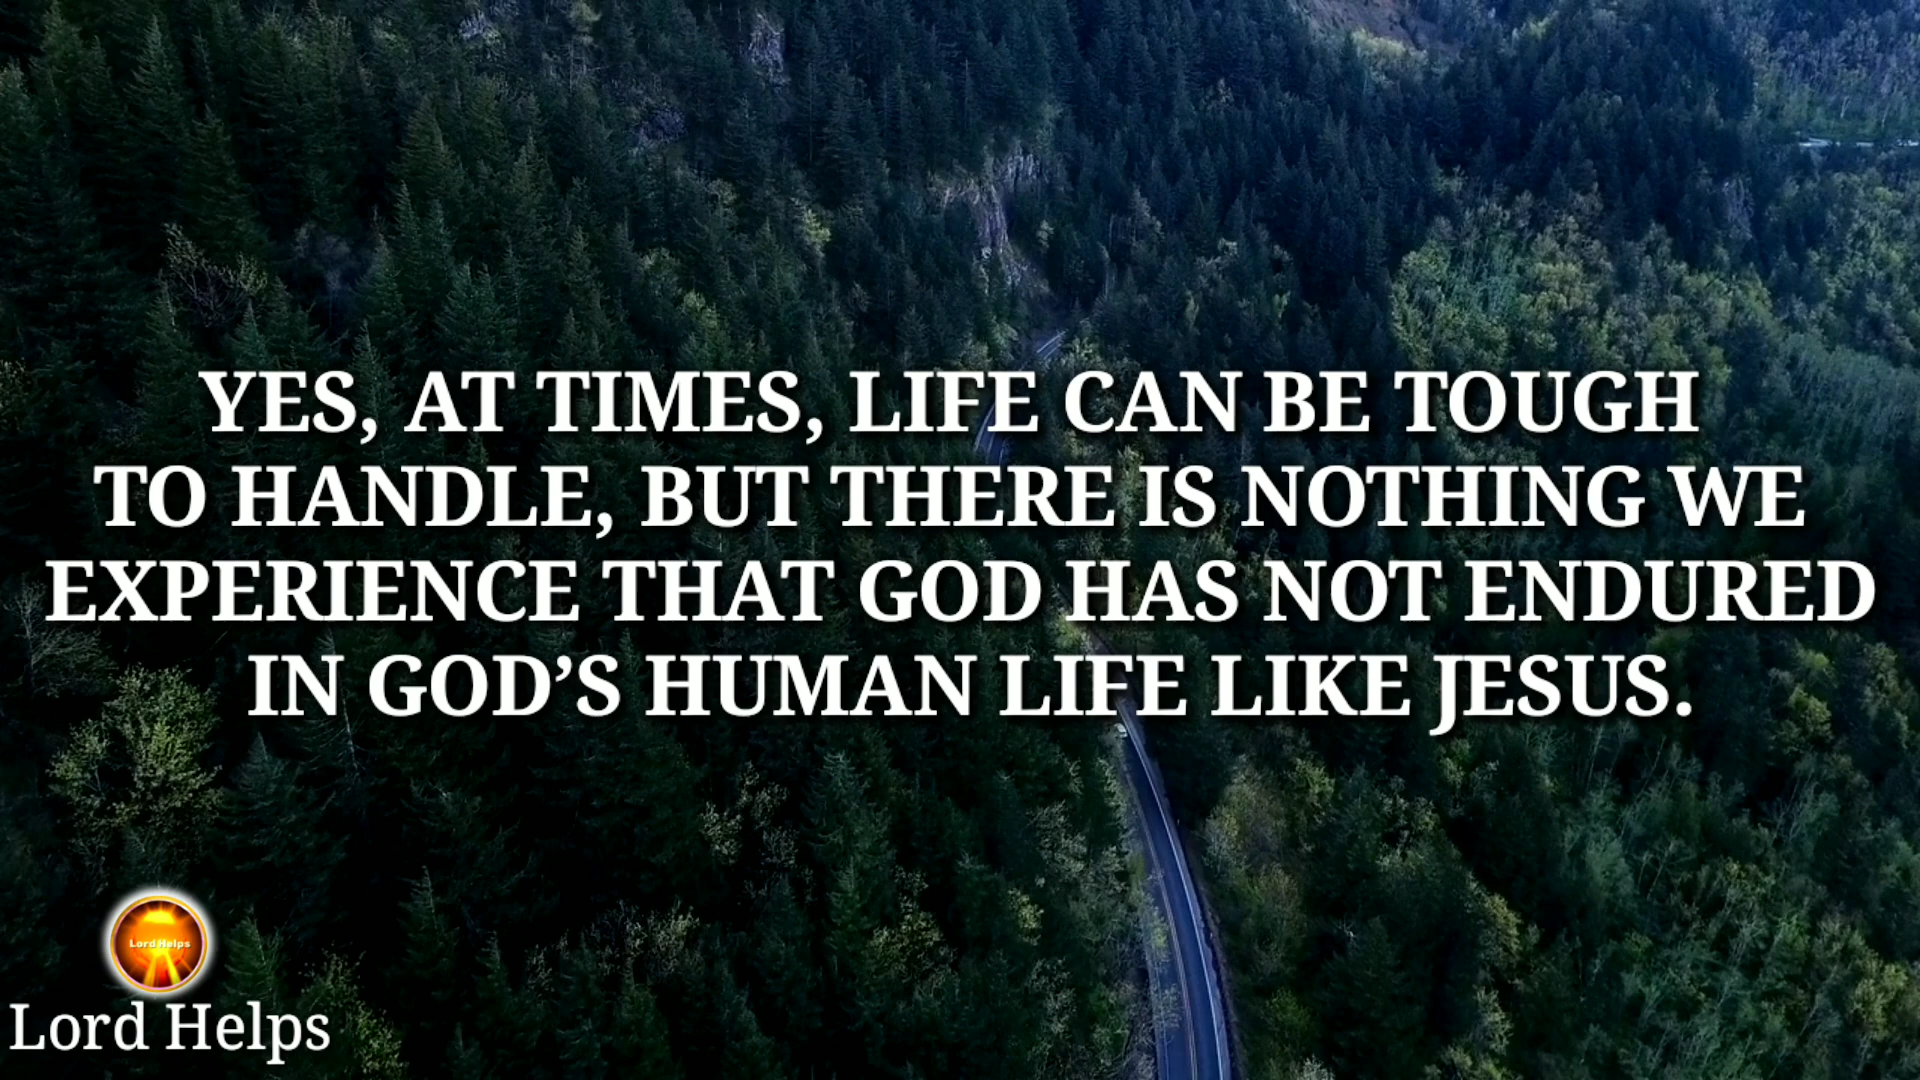 YES, AT TIMES, LIFE CAN BE TOUGH
TO HANDLE, BUT THERE IS NOTHING WE
EXPERIENCE THAT GOD HAS NOT ENDURED
IN GOD’S HUMAN LIFE LIKE JESUS.
Lord Helps
Lord Helps